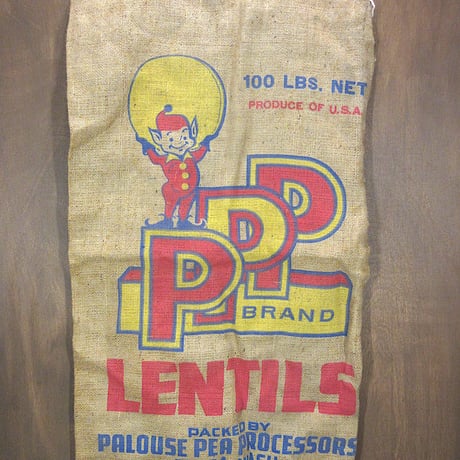 100 LBS. NET
PRODUCE OF U.S.A.
PPP
BRAND
LENTILS
PACKED BY
PALOUSE PEA PROCESSORS